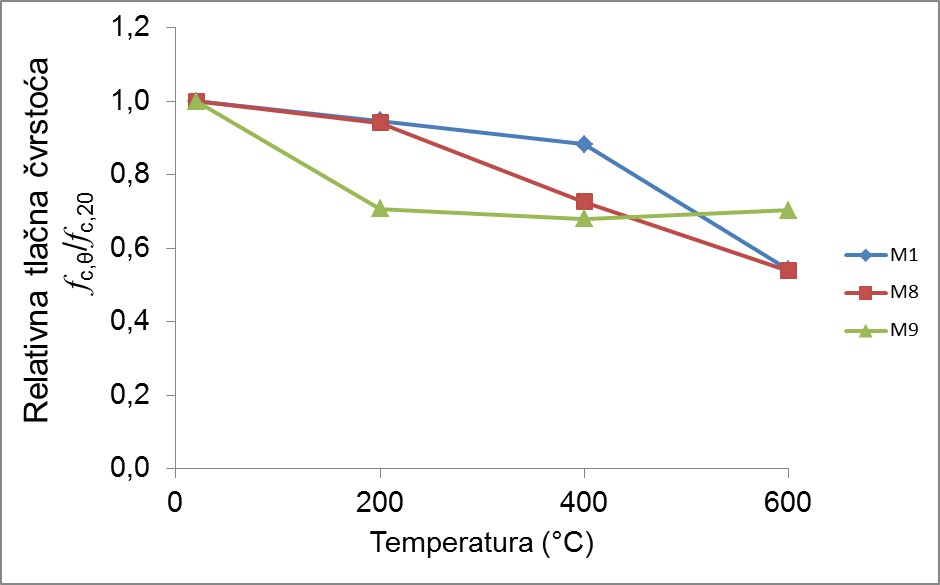 1,2
1,0
0,8
0,6
0,4
0,2
0,0
Relativna tlačna čvrstoća
fc,θ/fc,20
0
200
400
600
Temperatura (°C)
M1
M8
M9